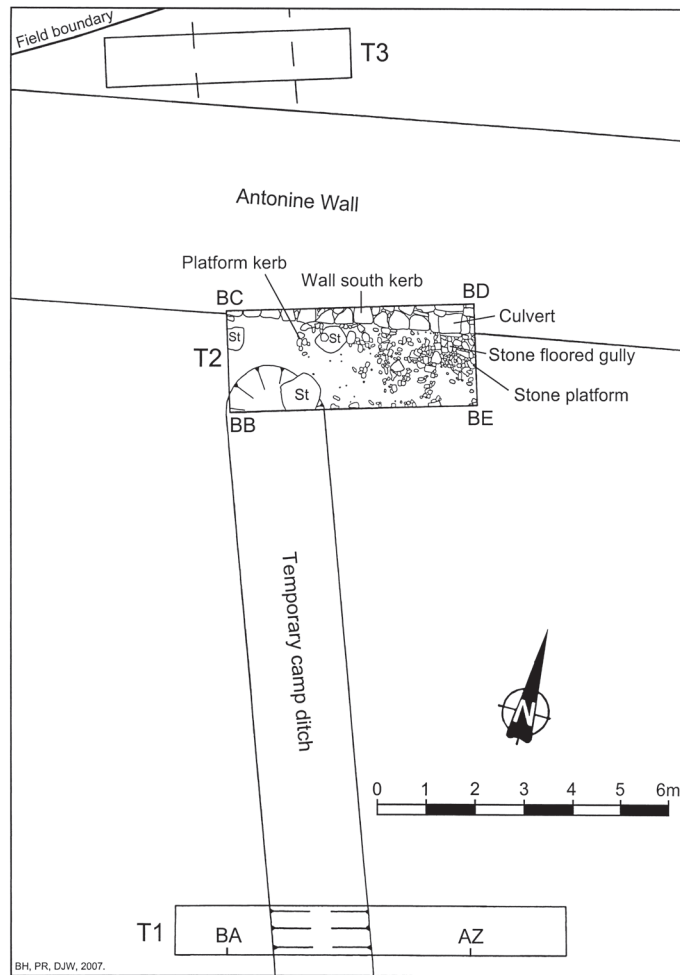 Field boundary
T3
Antonine Wall
Platform kerb
Wall south kerb
BC
BD
Culvert
St
St
T2
Stone floored gully
Stone platform
St
BB
BE
Temporary camp ditch
N
0 1 2 3 4 5 6m
T1
BA
AZ
BH, PR, DJW, 2007.